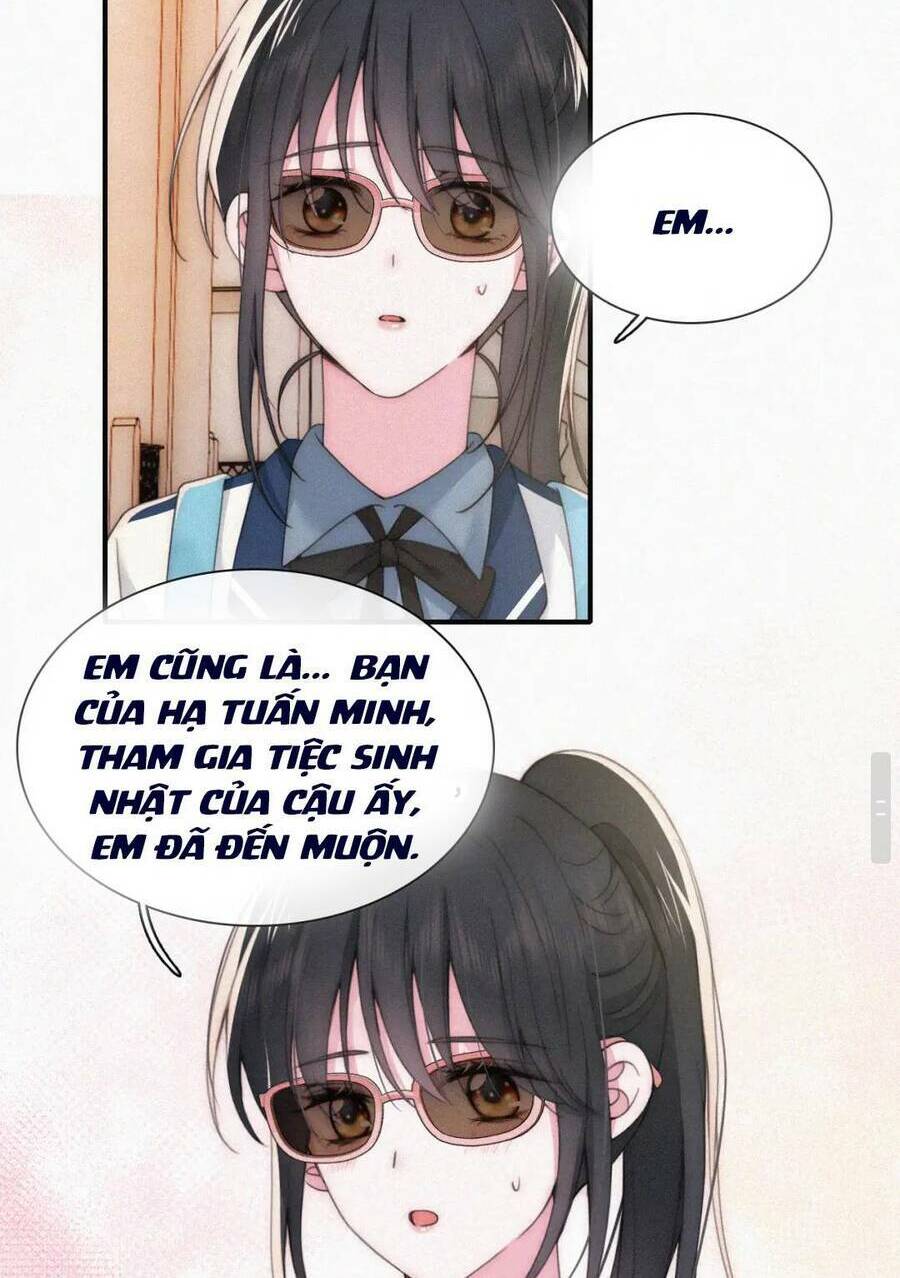 EM...
EM CŨNG LÀ... BẠN
CỦA HẠ TUẤN MINH,
THAM GIA TIỆC SINH
NHẬT CỦA CẬU ẤY,
EM ĐÃ ĐẾN MUỘN.